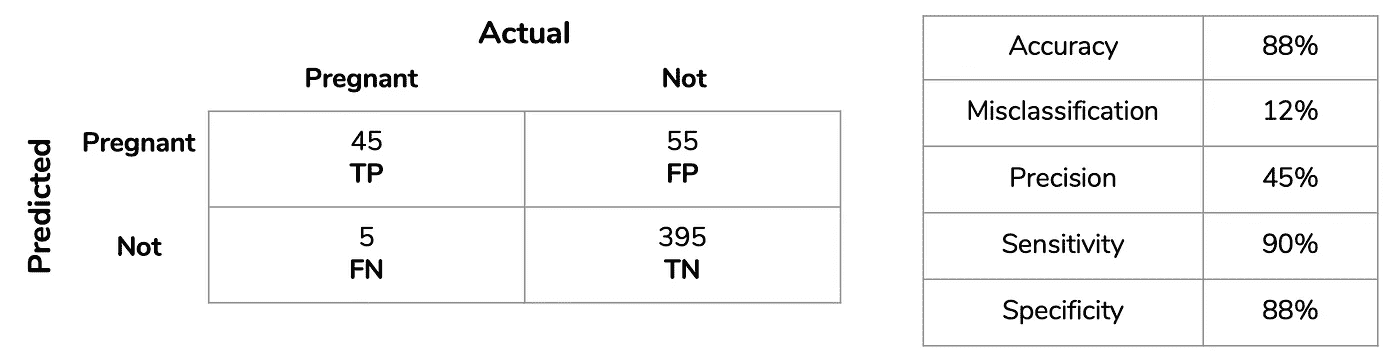 Actual
Pregnant Not
Predicted
Pregnant 45 55
TP FP
Not 5 395
FN TN
Accuracy 88%
Misclassification 12%
Precision 45%
Sensitivity 90%
Specificity 88%